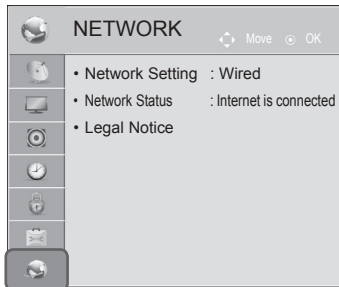 NETWORK
Move ⊙ OK
• Network Setting : Wired
• Network Status : Internet is connected
• Legal Notice